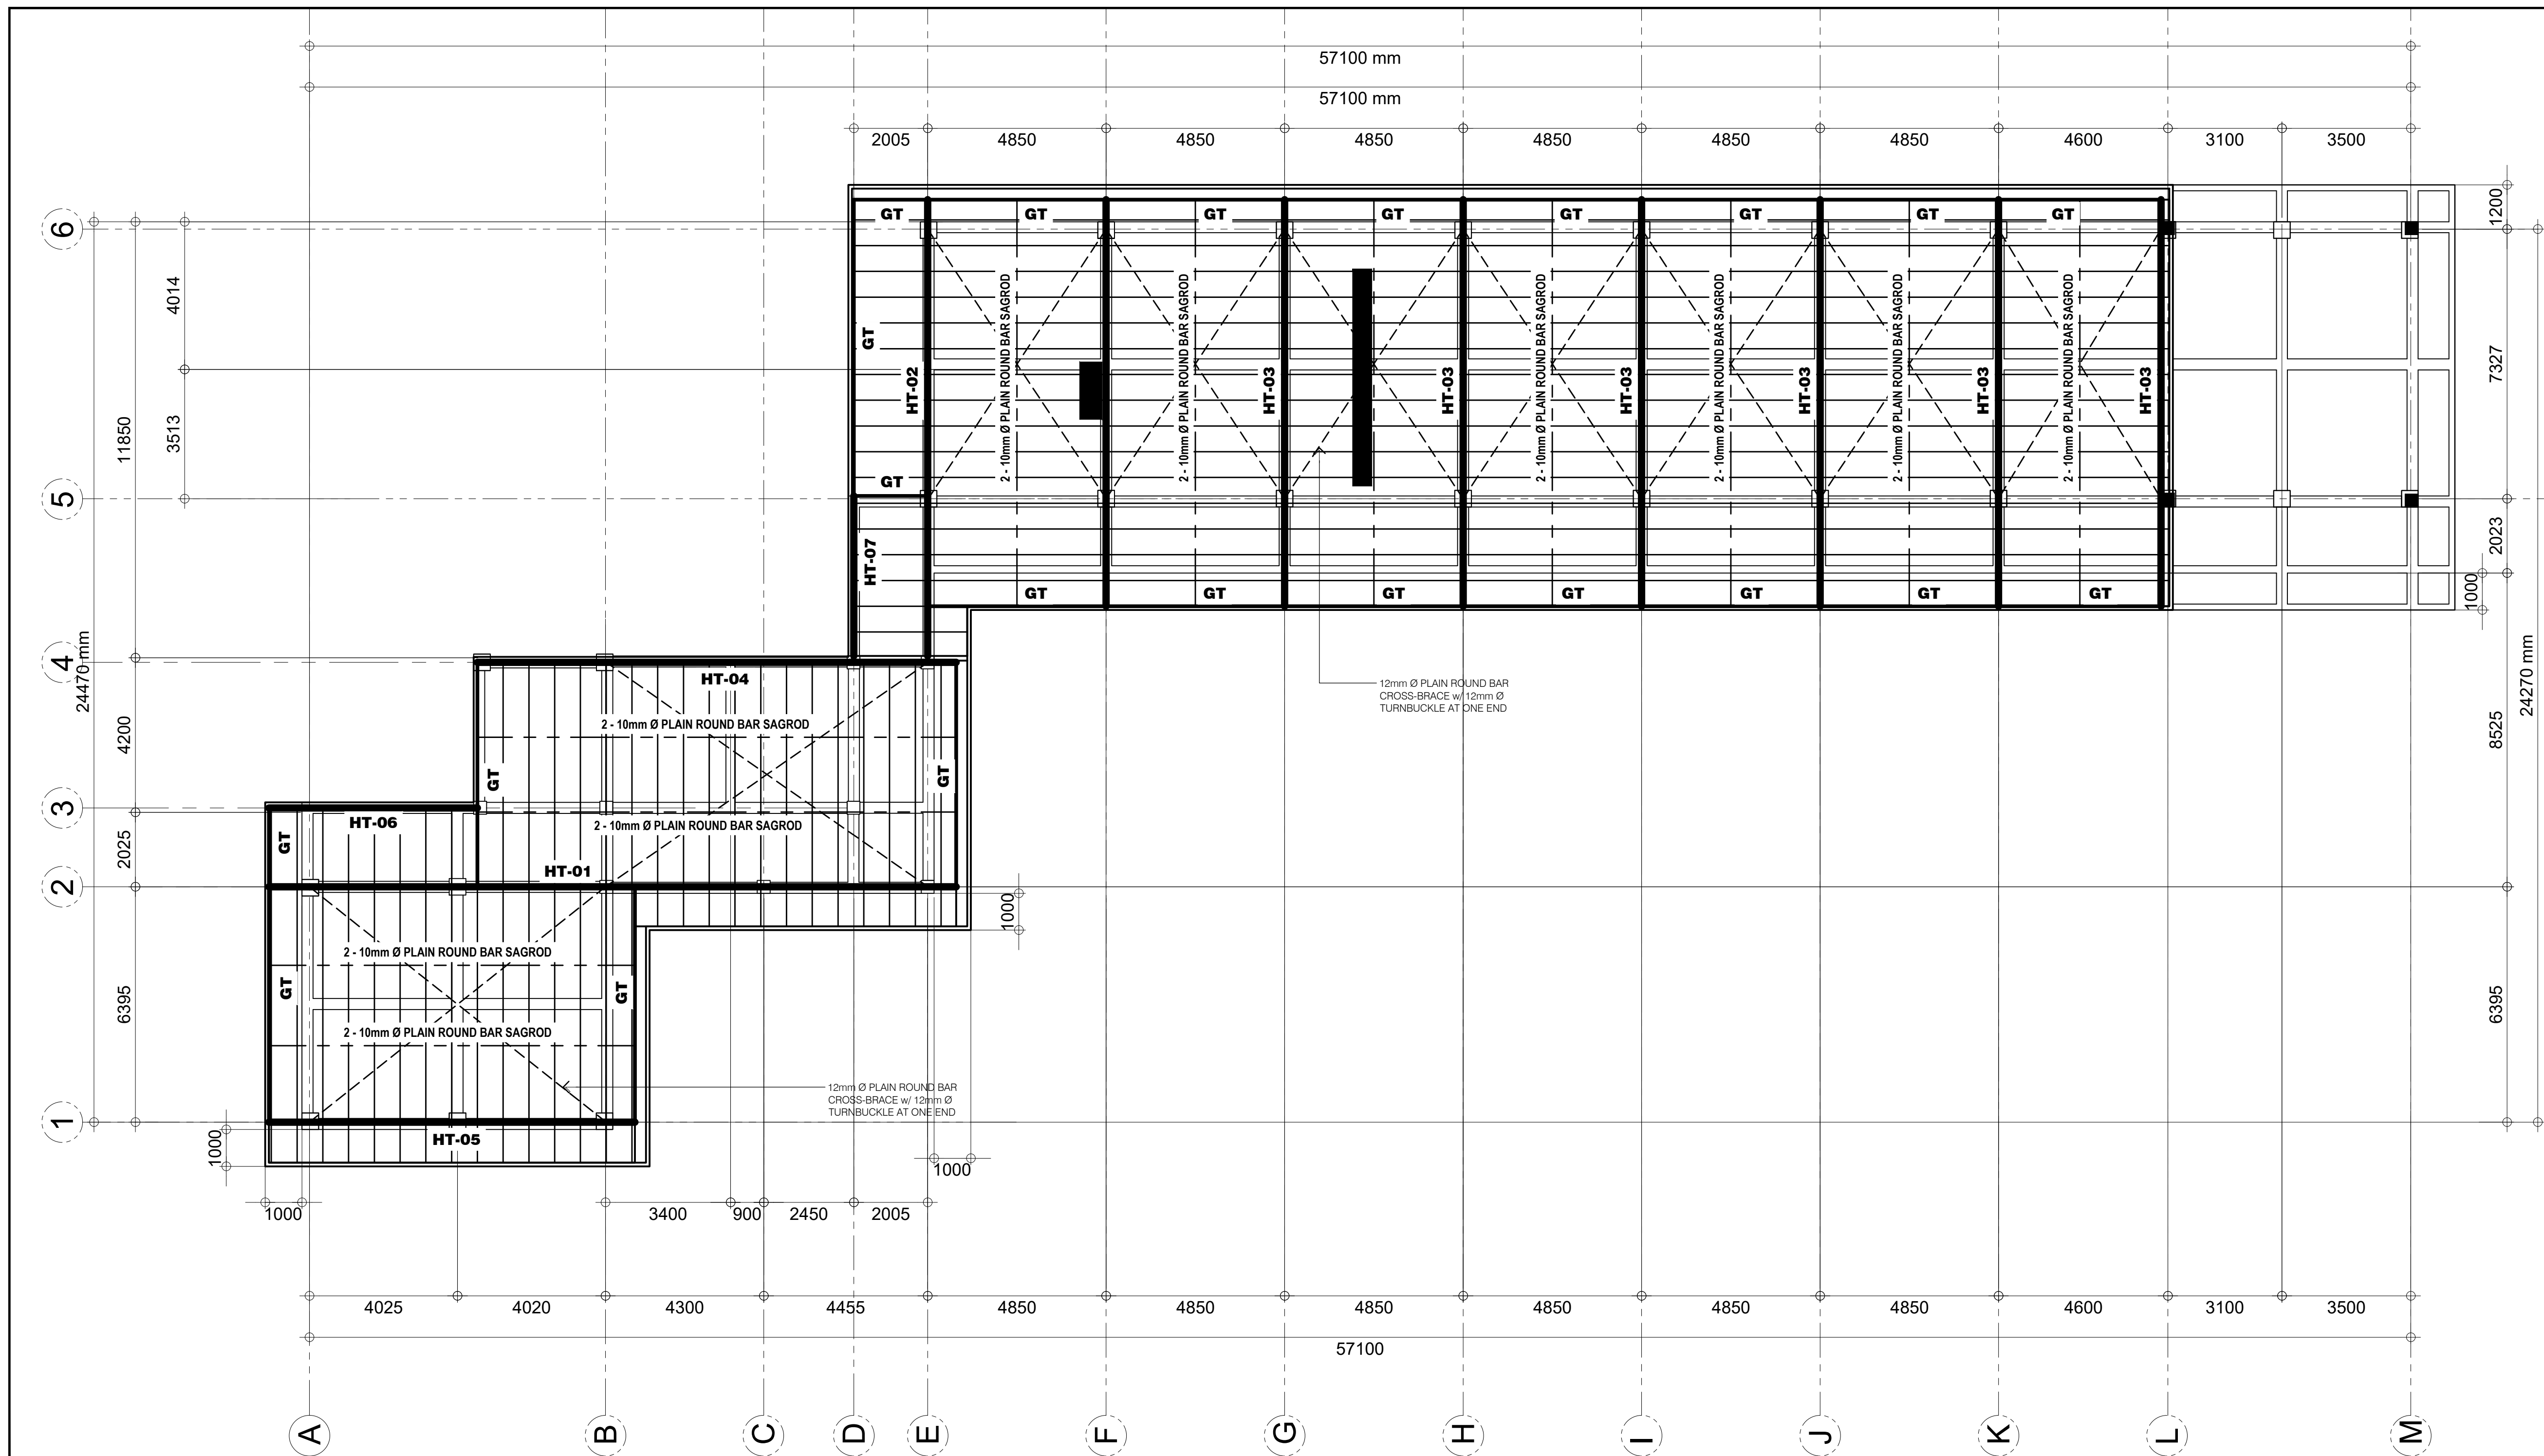 57100 mm
57100 mm
2005 4850 4850 4850 4850 4850 4850 4600 3100 3500
6
5
4
3
2
1
24470 mm
11850
4200
2025
6395
4014
3513
1000
1200
7327
2023
1000
8525
6395
24270 mm
GT GT GT GT GT GT GT GT
GT
GT
HT-02
HT-07
2 - 10mm Ø PLAIN ROUND BAR SAGROD
2 - 10mm Ø PLAIN ROUND BAR SAGROD
HT-03
HT-03
2 - 10mm Ø PLAIN ROUND BAR SAGROD
HT-03
2 - 10mm Ø PLAIN ROUND BAR SAGROD
HT-03
2 - 10mm Ø PLAIN ROUND BAR SAGROD
HT-03
2 - 10mm Ø PLAIN ROUND BAR SAGROD
HT-03
GT GT GT GT GT GT GT
12mm Ø PLAIN ROUND BAR
CROSS-BRACE w/ 12mm Ø
TURNBUCKLE AT ONE END
HT-04
2 - 10mm Ø PLAIN ROUND BAR SAGROD
GT
GT
2 - 10mm Ø PLAIN ROUND BAR SAGROD
HT-06
GT
HT-01
1000
2 - 10mm Ø PLAIN ROUND BAR SAGROD
GT
GT
2 - 10mm Ø PLAIN ROUND BAR SAGROD
12mm Ø PLAIN ROUND BAR
CROSS-BRACE w/ 12mm Ø
TURNBUCKLE AT ONE END
HT-05
1000
1000 3400 900 2450 2005
4025 4020 4300 4455 4850 4850 4850 4850 4850 4850 4600 3100 3500
57100
A B C D E F G H I J K L M